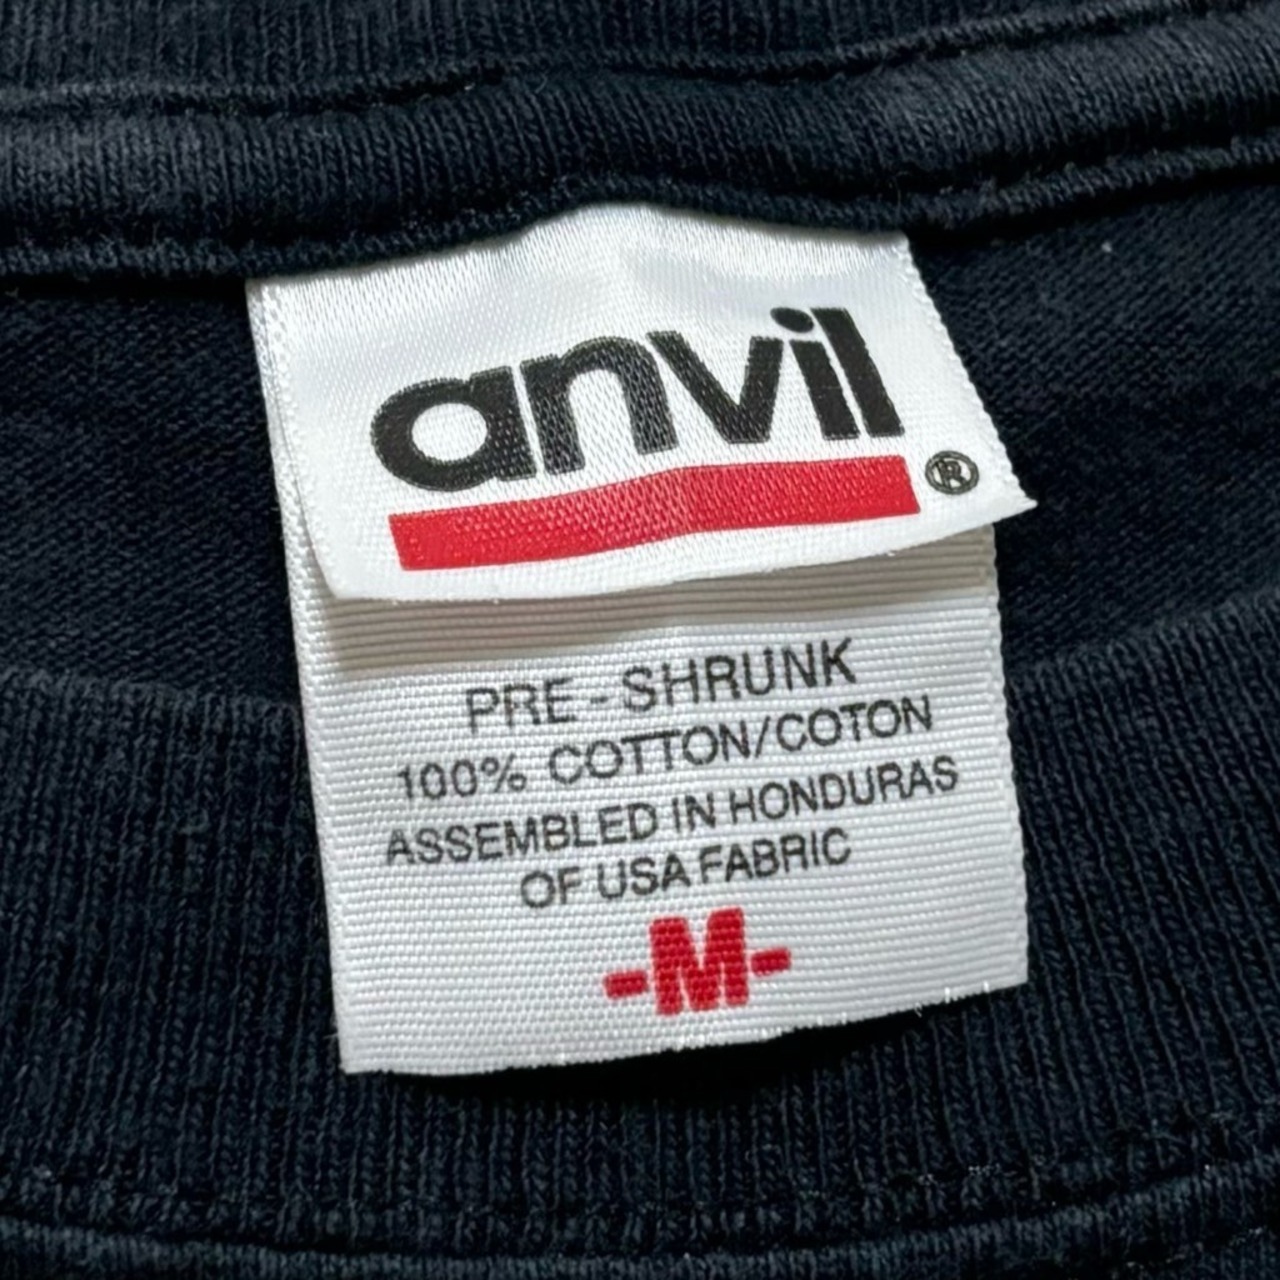 anvil®
PRE-SHRUNK
100% COTTON/COTON
ASSEMBLED IN HONDURAS
OF USA FABRIC
-M-